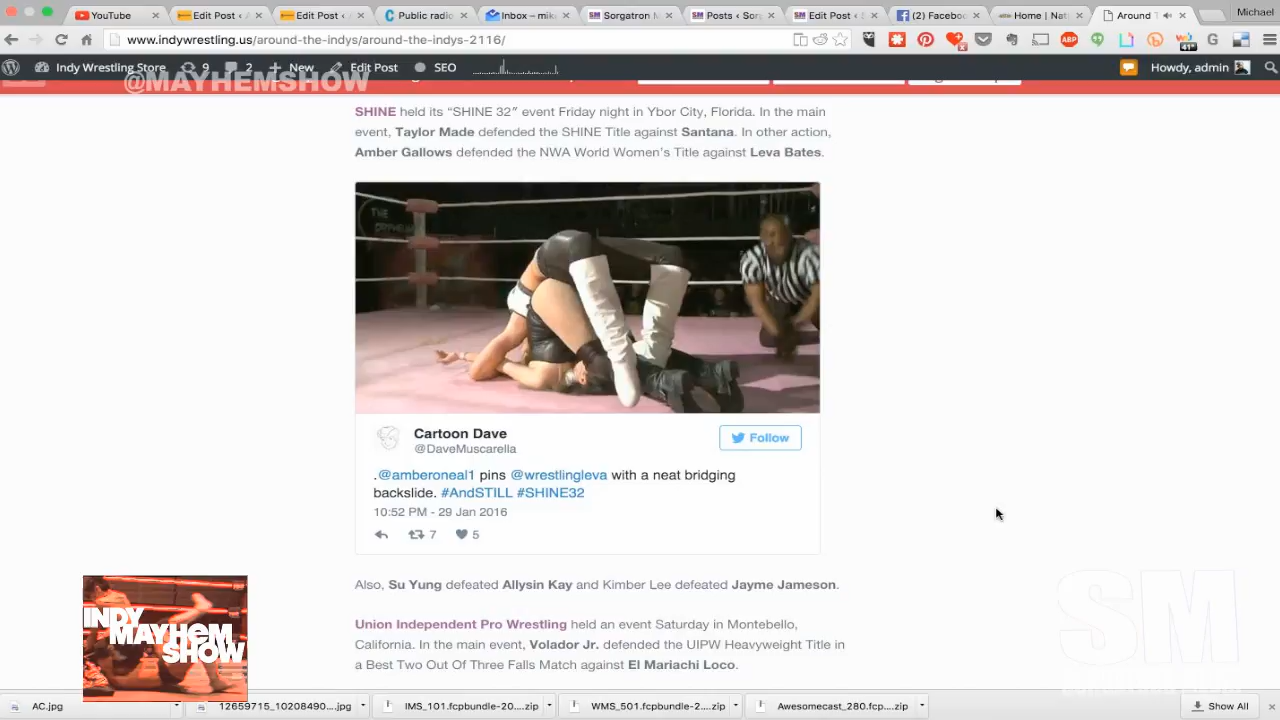 YouTube
Edit Post ‹ A
Edit Post ‹ A
Public radio
Inbox – mika
Sorgatron M
Posts ‹ Sorg
Edit Post ‹ S
(2) Facebook
Home | Nati
Around T
Michael
www.indywrestling.us/around-the-indys/around-the-indys-2116/
Indy Wrestling Store 9 2 New Edit Post SEO Howdy, admin
@MAYHEMSHOW
SHINE held its “SHINE 32” event Friday night in Ybor City, Florida. In the main
event, Taylor Made defended the SHINE Title against Santana. In other action,
Amber Gallows defended the NWA World Women’s Title against Leva Bates.
THE
Cartoon Dave
@DaveMuscarella
Follow
.@amberoneal1 pins @wrestlingleva with a neat bridging
backslide. #AndSTILL #SHINE32
10:52 PM - 29 Jan 2016
7 5
Also, Su Yung defeated Allysin Kay and Kimber Lee defeated Jayme Jameson.
Union Independent Pro Wrestling held an event Saturday in Montebello,
California. In the main event, Volador Jr. defended the UIPW Heavyweight Title in
a Best Two Out Of Three Falls Match against El Mariachi Loco.
INDY
MAYHEM
SHOW
SM
AC.jpg
12659715_10208490....jpg
IMS_101.fcpbundle-20....zip
WMS_501.fcpbundle-2....zip
Awesomecast_280.fcp....zip
Show All